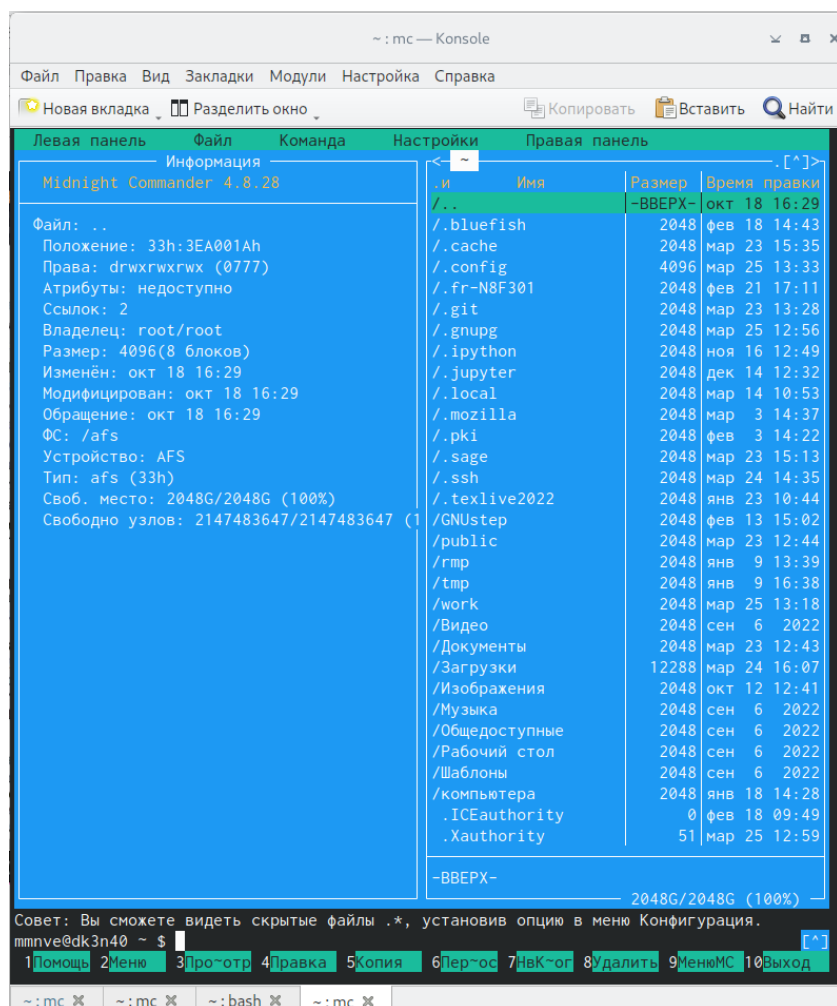 ~ : mc — Konsole
Файл Правка Вид Закладки Модули Настройка Справка
Новая вкладка Разделить окно Копировать Вставить Найти
Левая панель Файл Команда Настройки Правая панель
Информация
Midnight Commander 4.8.28
Файл: ..
Положение: 33h:3EA001Ah
Права: drwxrwxrwx (0777)
Атрибуты: недоступно
Ссылок: 2
Владелец: root/root
Размер: 4096(8 блоков)
Изменён: окт 18 16:29
Модифицирован: окт 18 16:29
Обращение: окт 18 16:29
ФС: /afs
Устройство: AFS
Тип: afs (33h)
Своб. место: 2048G/2048G (100%)
Свободно узлов: 2147483647/2147483647 (1
<— ~ .[^]>
.и Имя Размер Время правки
/.. -ВВЕРХ- окт 18 16:29
/.bluefish 2048 фев 18 14:43
/.cache 2048 мар 23 15:35
/.config 4096 мар 25 13:33
/.fr-N8F301 2048 фев 21 17:11
/.git 2048 мар 23 13:28
/.gnupg 2048 мар 25 12:56
/.ipython 2048 ноя 16 12:49
/.jupyter 2048 дек 14 12:32
/.local 2048 мар 14 10:53
/.mozilla 2048 мар 3 14:37
/.pki 2048 фев 3 14:22
/.sage 2048 мар 23 15:13
/.ssh 2048 мар 24 14:35
/.texlive2022 2048 янв 23 10:44
/GNUstep 2048 фев 13 15:02
/public 2048 мар 23 12:44
/rmp 2048 янв 9 13:39
/tmp 2048 янв 9 16:38
/work 2048 мар 25 13:18
/Видео 2048 сен 6 2022
/Документы 2048 мар 23 12:43
/Загрузки 12288 мар 24 16:07
/Изображения 2048 окт 12 12:41
/Музыка 2048 сен 6 2022
/Общедоступные 2048 сен 6 2022
/Рабочий стол 2048 сен 6 2022
/Шаблоны 2048 сен 6 2022
/компьютера 2048 янв 18 14:28
.ICEauthority 0 фев 18 09:49
.Xauthority 51 мар 25 12:59
-ВВЕРХ-
2048G/2048G (100%)
Совет: Вы сможете видеть скрытые файлы .*, установив опцию в меню Конфигурация.
mmnve@dk3n40 ~ $ [^]
1Помощь 2Меню 3Про~отр 4Правка 5Копия 6Пер~ос 7НвК~ог 8Удалить 9МенюМС 10Выход
~ : mc ~ : mc ~ : bash ~ : mc